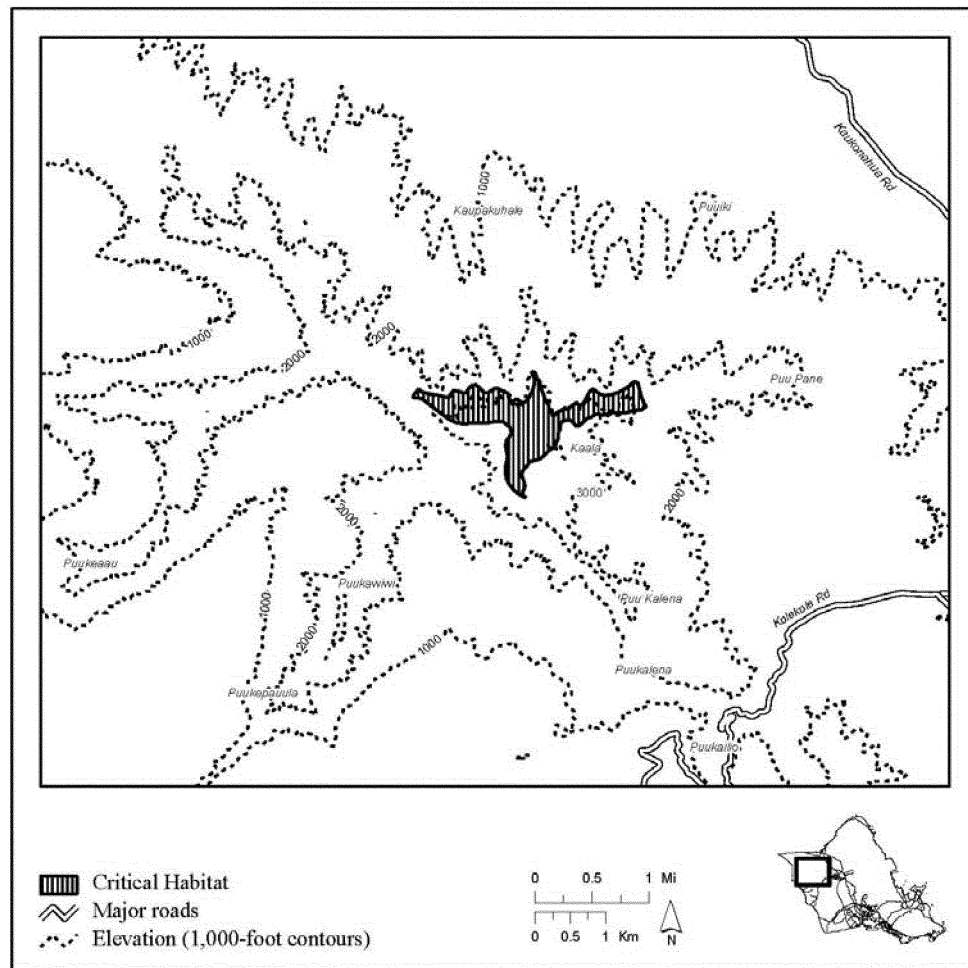 Kaukonahua Rd
1000
Kaupakuhale
Puuiki
1000
2000
2000
Puu Pane
Kaala
3000
2000
2000
Puukeaau
Puukawiwi
Puu Kalena
1000
2000
Kolekole Rd
1000
Puukalena
Puukepauula
Puukailio
Critical Habitat
Major roads
Elevation (1,000-foot contours)
0 0.5 1 Mi
0 0.5 1 Km
N